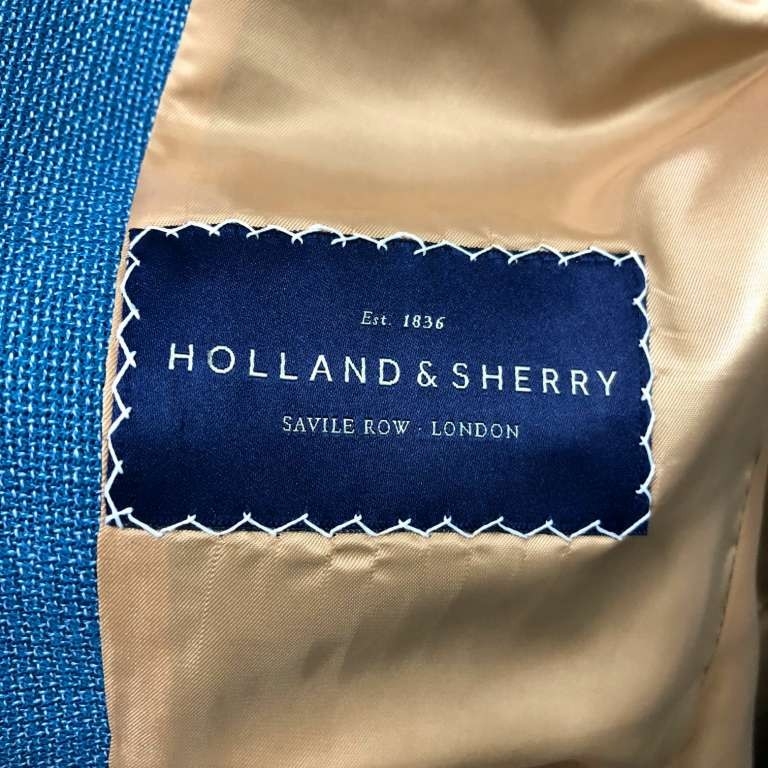 Est. 1836
HOLLAND & SHERRY
SAVILE ROW · LONDON